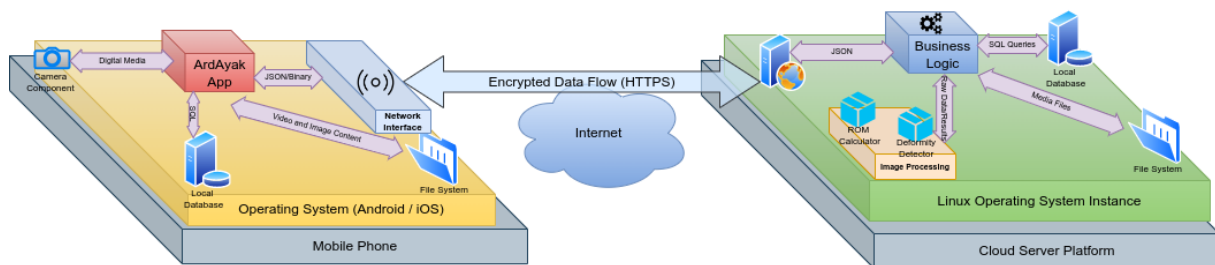 Camera
Component
Digital Media
ArdAyak
App
JSON/Binary
Network
Interface
SQL
Video and Image Content
Local
Database
File System
Operating System (Android / iOS)
Mobile Phone
Encrypted Data Flow (HTTPS)
Internet
JSON
Business
Logic
SQL Queries
Local
Database
Raw Data/Results
Media Files
ROM
Calculator
Deformity
Detector
Image Processing
File System
Linux Operating System Instance
Cloud Server Platform